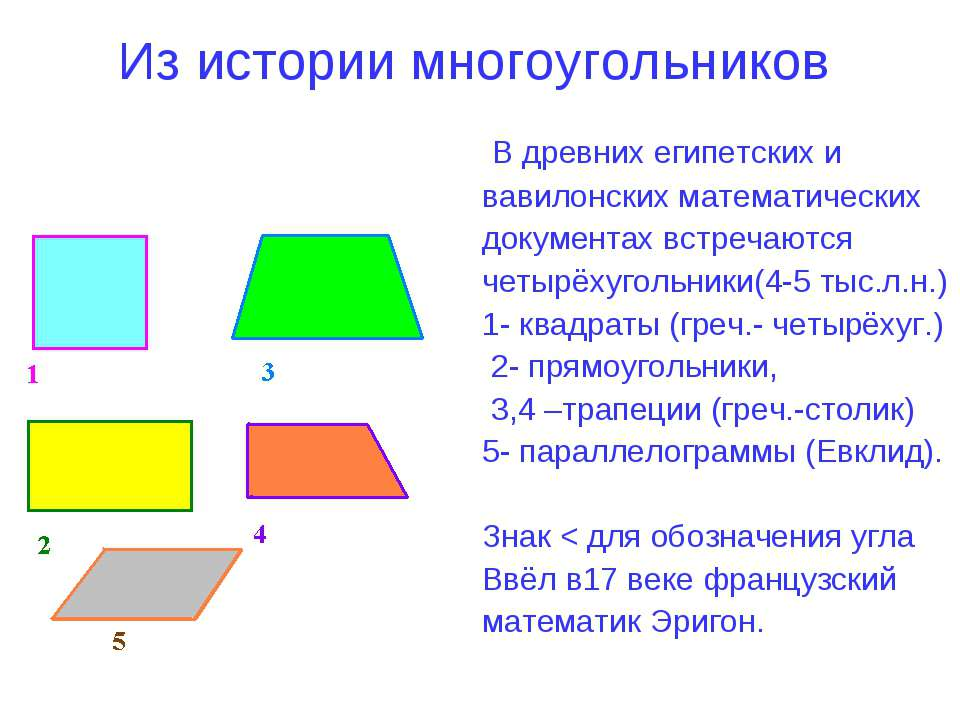 Из истории многоугольников
В древних египетских и
вавилонских математических
документах встречаются
четырёхугольники(4-5 тыс.л.н.)
1- квадраты (греч.- четырёхуг.)
2- прямоугольники,
3,4 –трапеции (греч.-столик)
5- параллелограммы (Евклид).
Знак < для обозначения угла
Ввёл в17 веке французский
математик Эригон.
1
3
2
4
5